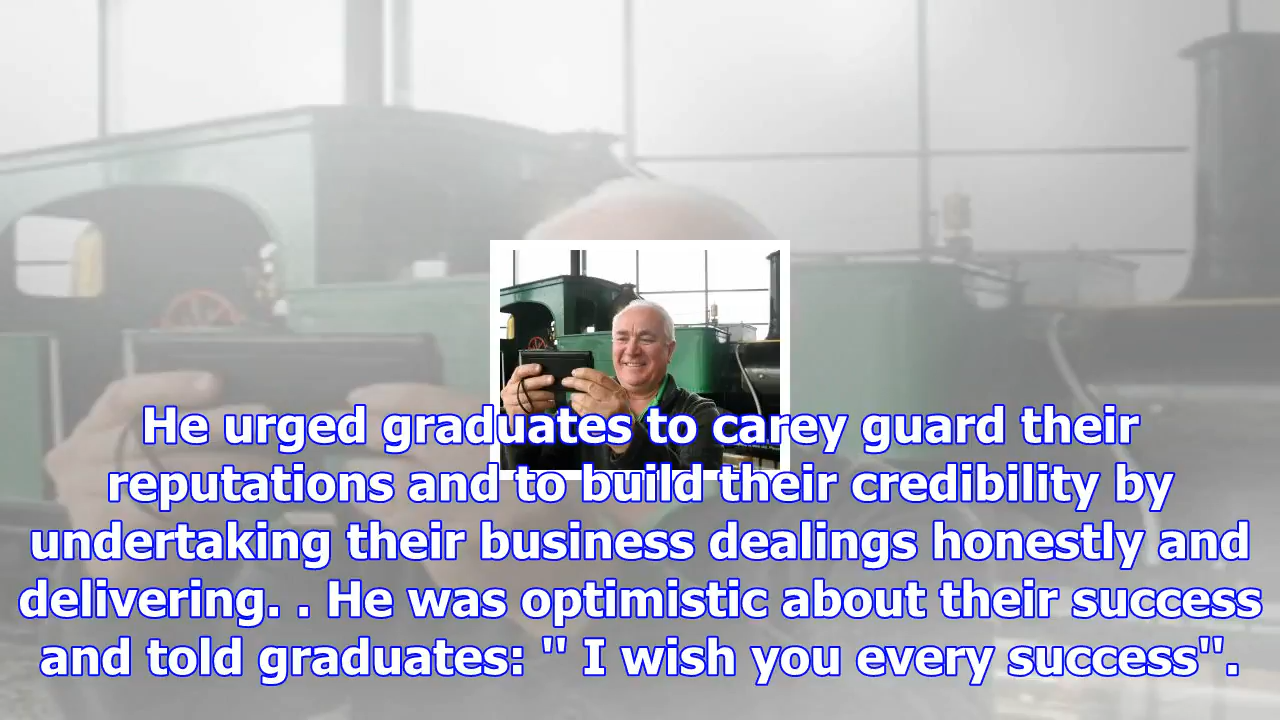 He urged graduates to carey guard their
reputations and to build their credibility by
undertaking their business dealings honestly and
delivering. . He was optimistic about their success
and told graduates: " I wish you every success".